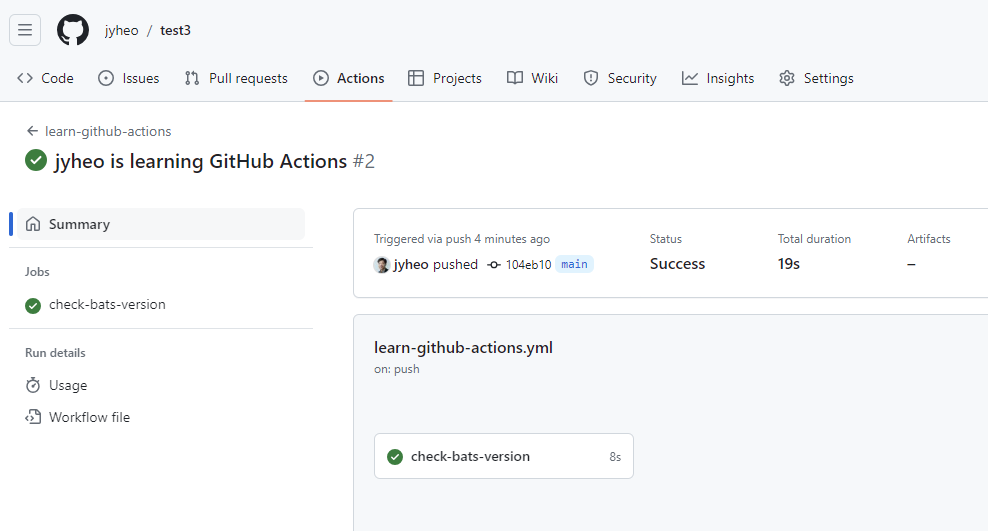 jyheo / test3
Code Issues Pull requests Actions Projects Wiki Security Insights Settings
← learn-github-actions
jyheo is learning GitHub Actions #2
Summary
Jobs
check-bats-version
Run details
Usage
Workflow file
Triggered via push 4 minutes ago
jyheo pushed 104eb10 main
Status
Success
Total duration
19s
Artifacts
–
learn-github-actions.yml
on: push
check-bats-version 8s